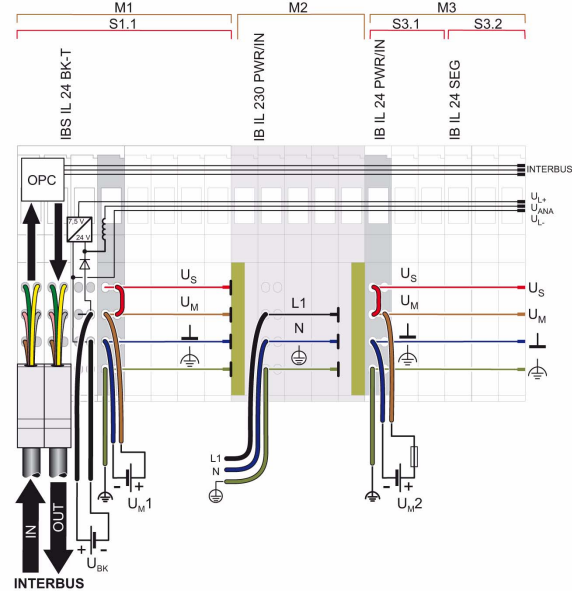 M1 M2 M3
S1.1 S3.1 S3.2
IBS IL 24 BK-T
IB IL 230 PWR/IN
IB IL 24 PWR/IN
IB IL 24 SEG
OPC
INTERBUS
7,5 V
24 V
UL+
UANA
UL-
US US US
UM L1 UM UM
N
L1
N
- + UM1
- + UM2
IN OUT
+ - UBK
INTERBUS